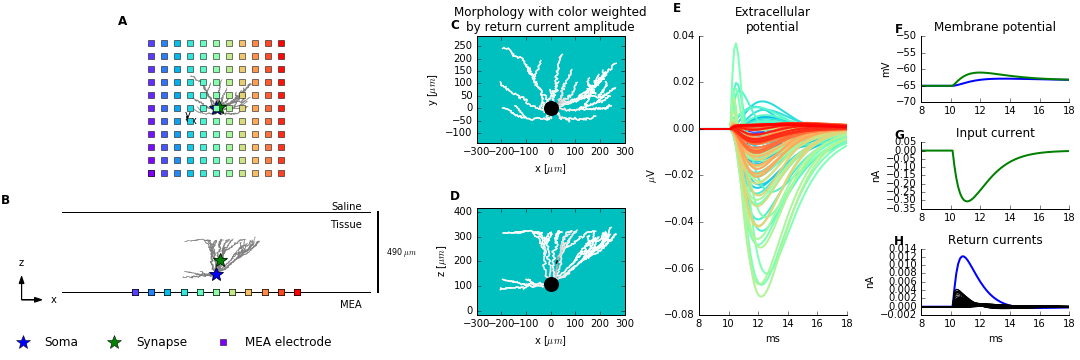 A
y
x
B
Saline
Tissue
490 μm
z
x
MEA
Soma
Synapse
MEA electrode
Morphology with color weighted
by return current amplitude
C
250
200
150
100
50
0
−50
−100
y [μm]
−300 −200 −100 0 100 200 300
x [μm]
D
400
300
200
100
0
z [μm]
−300 −200 −100 0 100 200 300
x [μm]
E
Extracellular
potential
0.04
0.02
0.00
−0.02
−0.04
−0.06
−0.08
μV
8 10 12 14 16 18
ms
F
Membrane potential
−50
−55
−60
−65
−70
mV
8 10 12 14 16 18
G
Input current
0.05
0.00
−0.05
−0.10
−0.15
−0.20
−0.25
−0.30
−0.35
nA
8 10 12 14 16 18
H
Return currents
0.014
0.012
0.010
0.008
0.006
0.004
0.002
0.000
−0.002
nA
8 10 12 14 16 18
ms